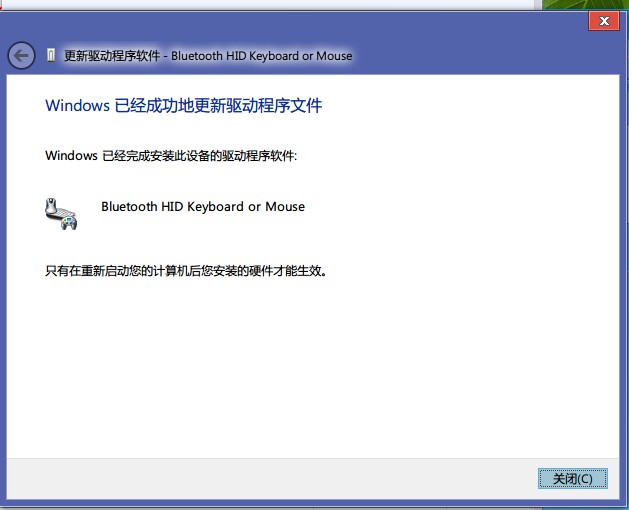 更新驱动程序软件 - Bluetooth HID Keyboard or Mouse
Windows 已经成功地更新驱动程序文件
Windows 已经完成安装此设备的驱动程序软件:
Bluetooth HID Keyboard or Mouse
只有在重新启动您的计算机后您安装的硬件才能生效。
关闭(C)